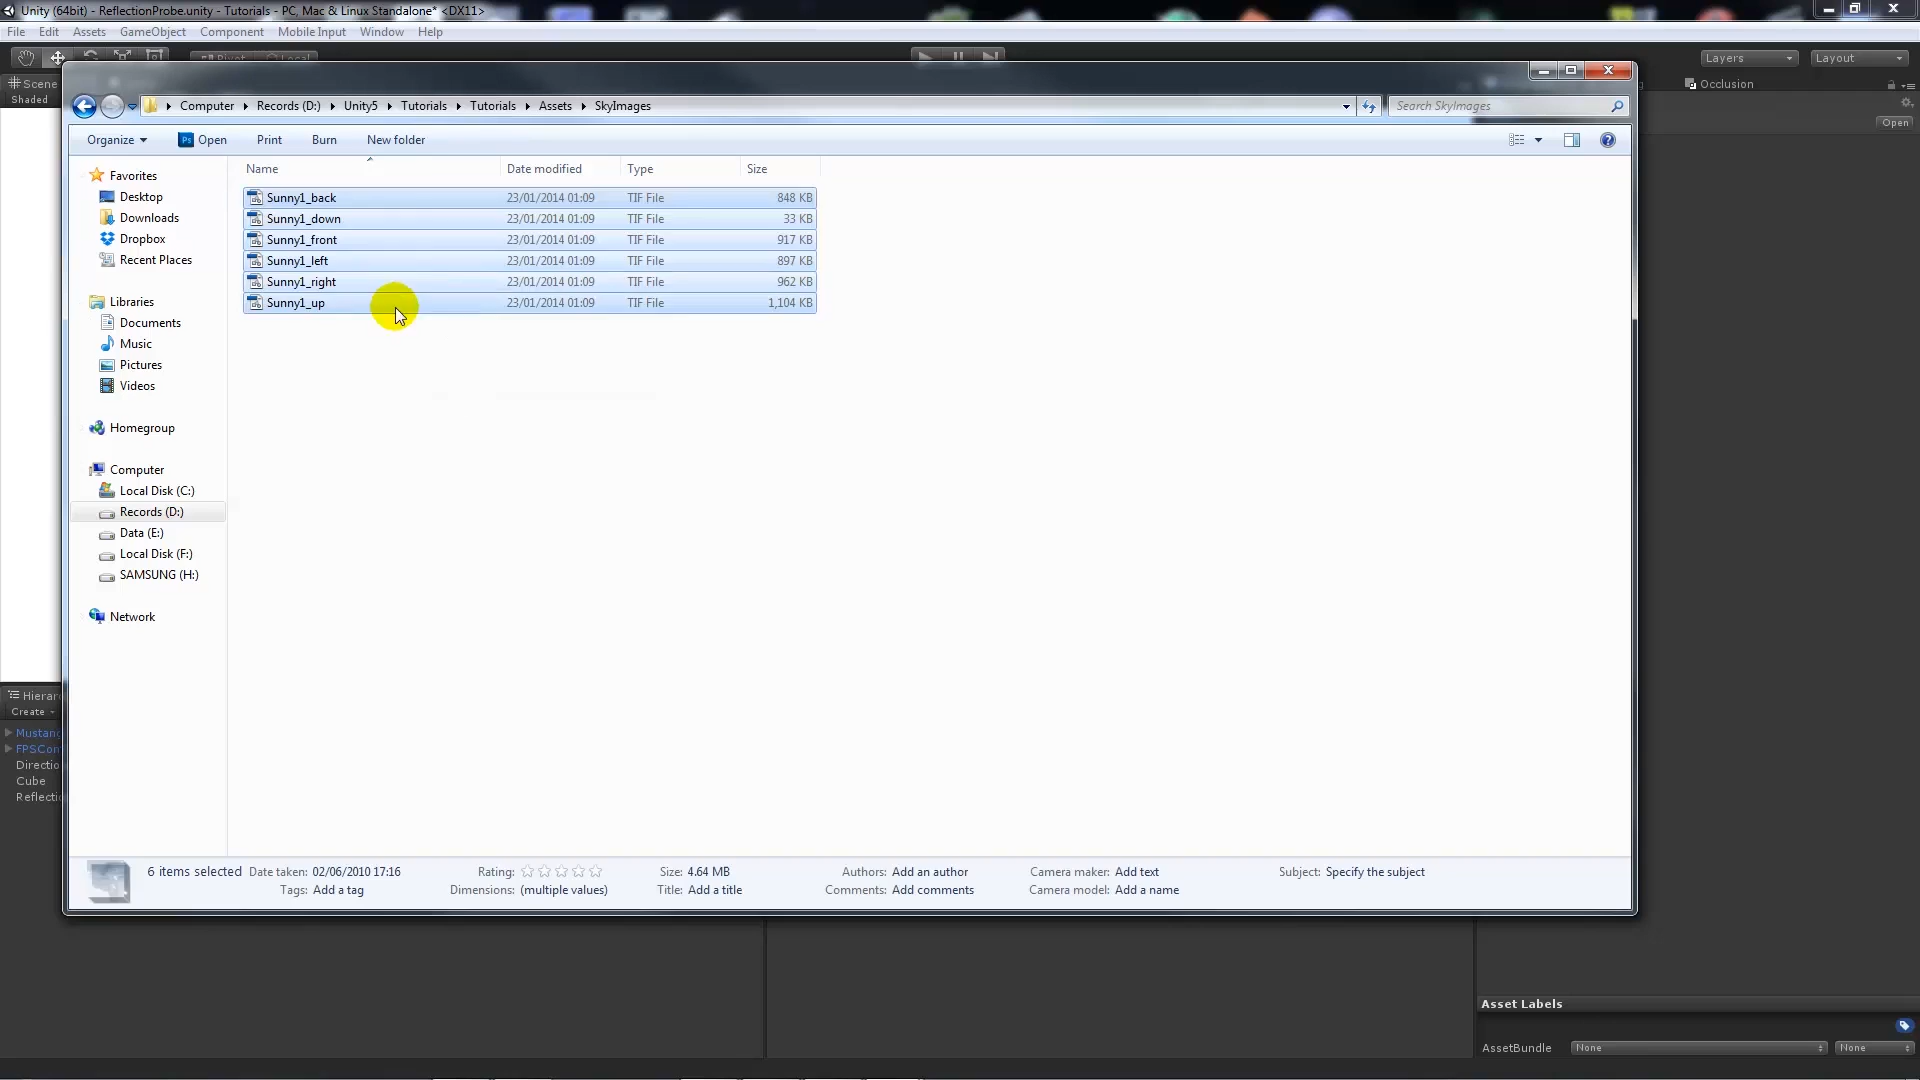 Unity (64bit) - ReflectionProbe.unity - Tutorials - PC, Mac & Linux Standalone* <DX11>
File Edit Assets GameObject Component Mobile Input Window Help
Pivot Local Layers Layout
Scene Occlusion
Shaded Open
Computer Records (D:) Unity5 Tutorials Tutorials Assets SkyImages Search SkyImages
Organize Ps Open Print Burn New folder
Name Date modified Type Size
Favorites
Desktop
Downloads
Dropbox
Recent Places
Libraries
Documents
Music
Pictures
Videos
Homegroup
Computer
Local Disk (C:)
Records (D:)
Data (E:)
Local Disk (F:)
SAMSUNG (H:)
Network
Sunny1_back 23/01/2014 01:09 TIF File 848 KB
Sunny1_down 23/01/2014 01:09 TIF File 33 KB
Sunny1_front 23/01/2014 01:09 TIF File 917 KB
Sunny1_left 23/01/2014 01:09 TIF File 897 KB
Sunny1_right 23/01/2014 01:09 TIF File 962 KB
Sunny1_up 23/01/2014 01:09 TIF File 1,104 KB
Hierar
Create
Mustang
FPSCon
Directio
Cube
Reflecti
6 items selected Date taken: 02/06/2010 17:16 Rating: Size: 4.64 MB Authors: Add an author Camera maker: Add text Subject: Specify the subject
Tags: Add a tag Dimensions: (multiple values) Title: Add a title Comments: Add comments Camera model: Add a name
Asset Labels
AssetBundle None None